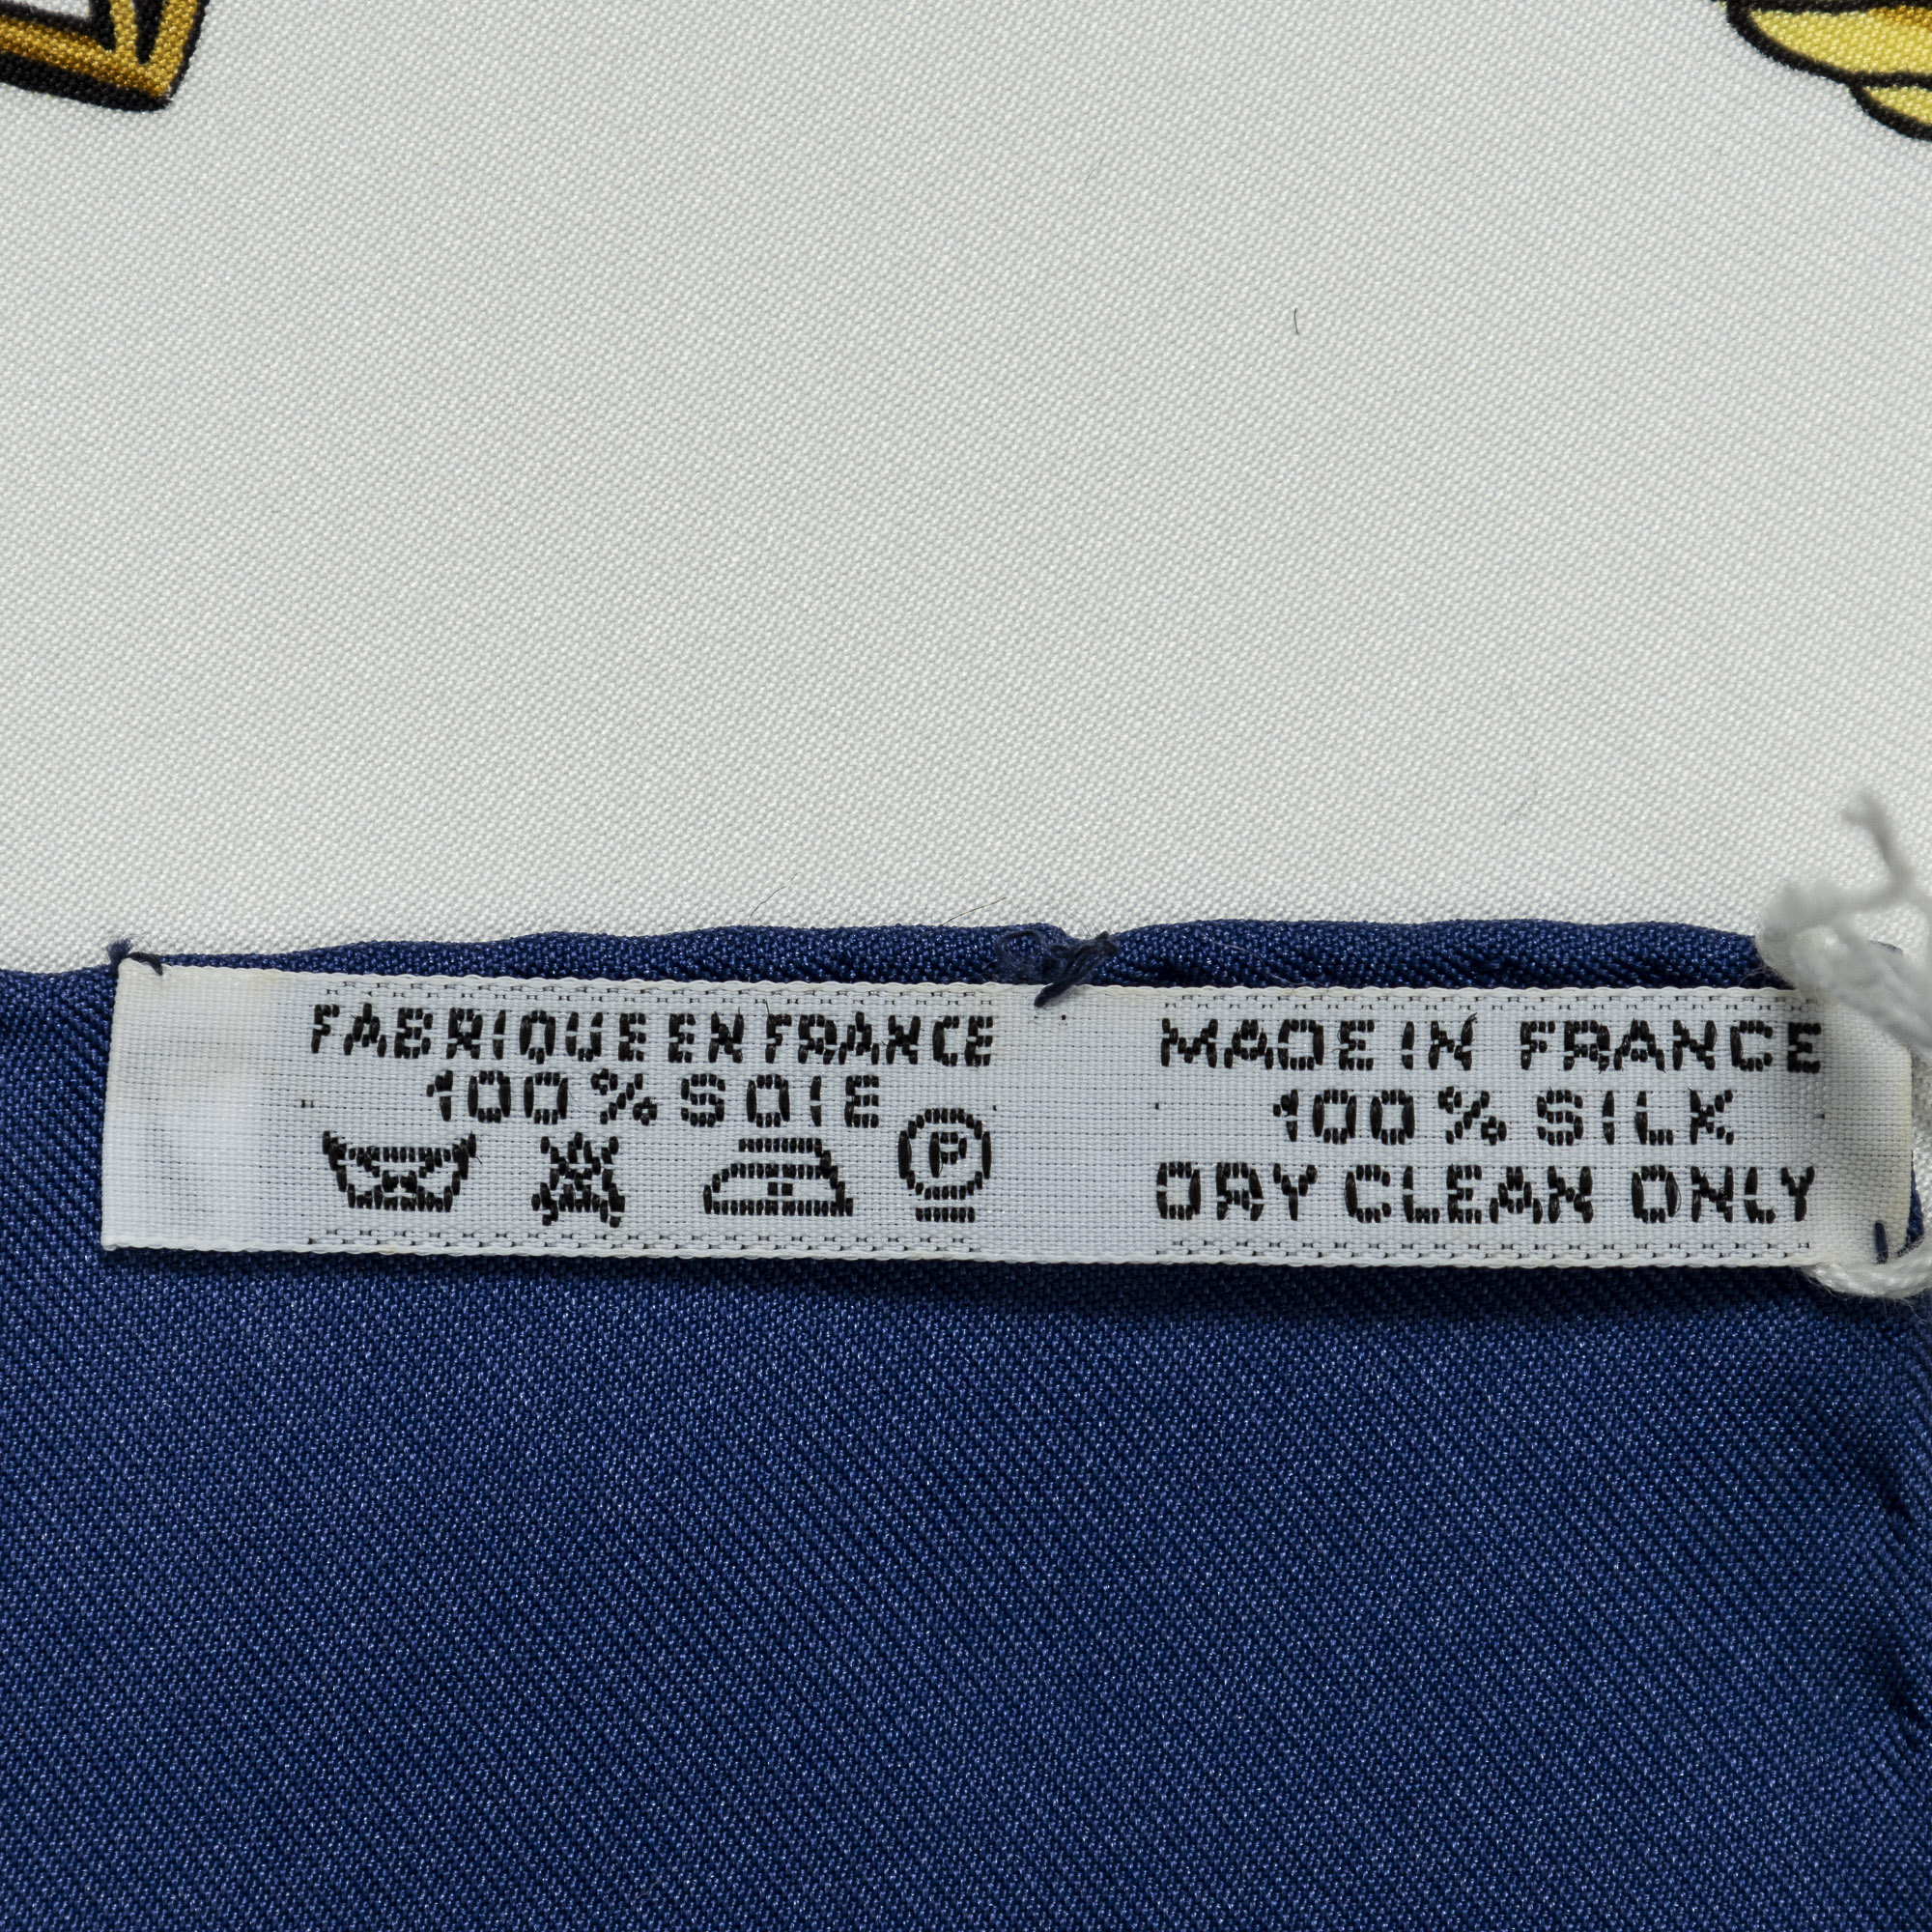 FABRIQUE EN FRANCE
100% SOIE
P
MADE IN FRANCE
100% SILK
DRY CLEAN ONLY